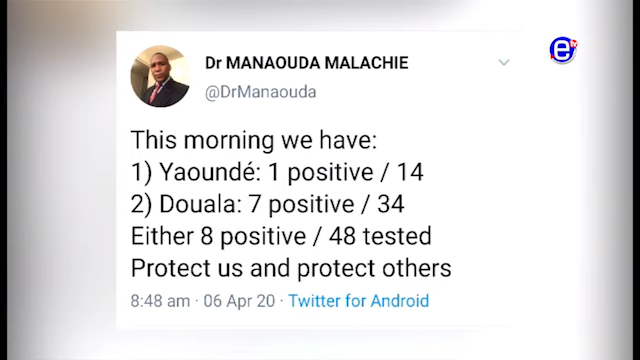 Dr MANAOUDA MALACHIE
@DrManaouda
This morning we have:
1) Yaoundé: 1 positive / 14
2) Douala: 7 positive / 34
Either 8 positive / 48 tested
Protect us and protect others
8:48 am · 06 Apr 20 · Twitter for Android
e